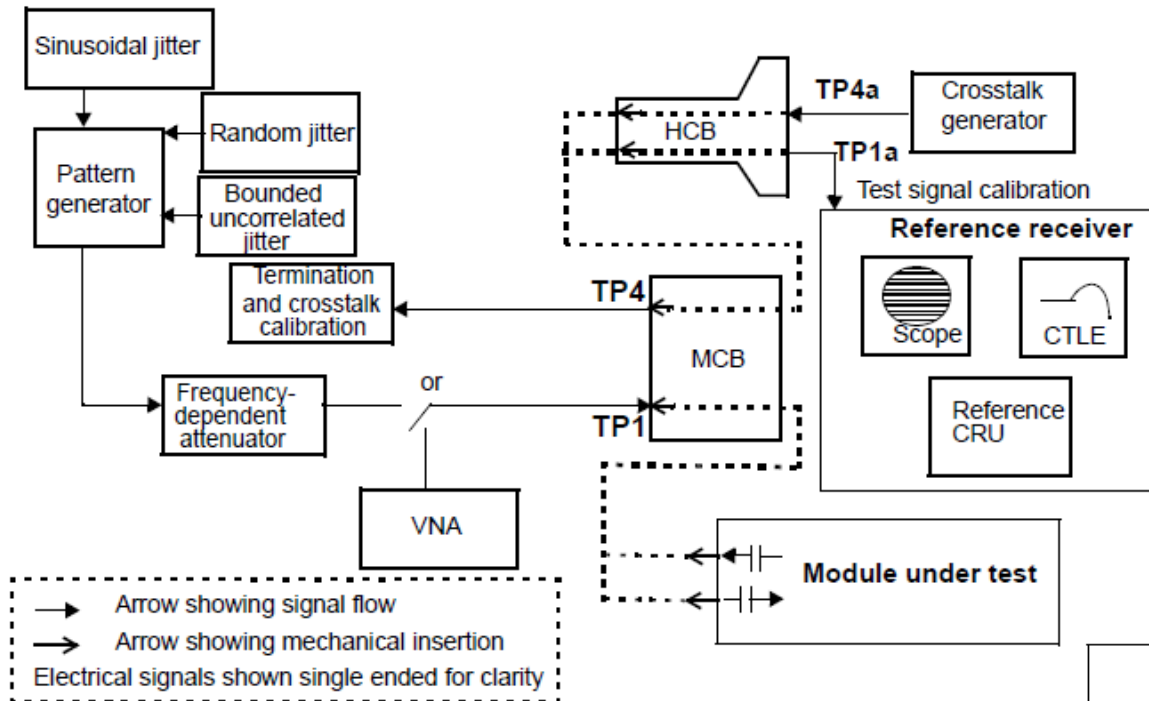 Sinusoidal jitter
Random jitter
Pattern
generator
Bounded
uncorrelated
jitter
Termination
and crosstalk
calibration
Frequency-
dependent
attenuator
or
VNA
HCB
TP4a
Crosstalk
generator
TP1a
Test signal calibration
Reference receiver
Scope
CTLE
Reference
CRU
TP4
MCB
TP1
Module under test
Arrow showing signal flow
Arrow showing mechanical insertion
Electrical signals shown single ended for clarity